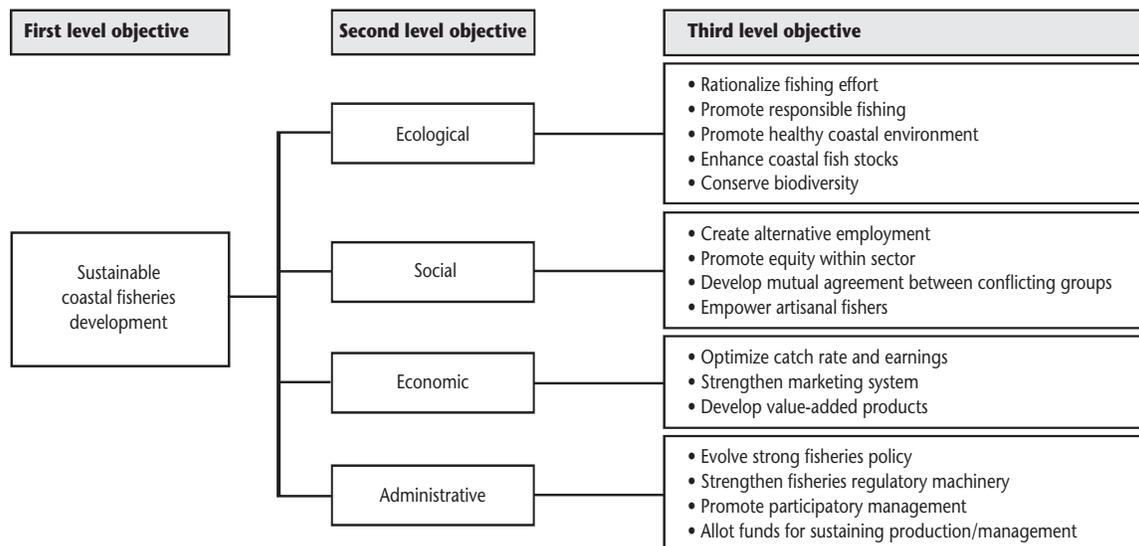 First level objective
Second level objective
Third level objective
Sustainable
coastal fisheries
development
Ecological
• Rationalize fishing effort
• Promote responsible fishing
• Promote healthy coastal environment
• Enhance coastal fish stocks
• Conserve biodiversity
Social
• Create alternative employment
• Promote equity within sector
• Develop mutual agreement between conflicting groups
• Empower artisanal fishers
Economic
• Optimize catch rate and earnings
• Strengthen marketing system
• Develop value-added products
Administrative
• Evolve strong fisheries policy
• Strengthen fisheries regulatory machinery
• Promote participatory management
• Allot funds for sustaining production/management